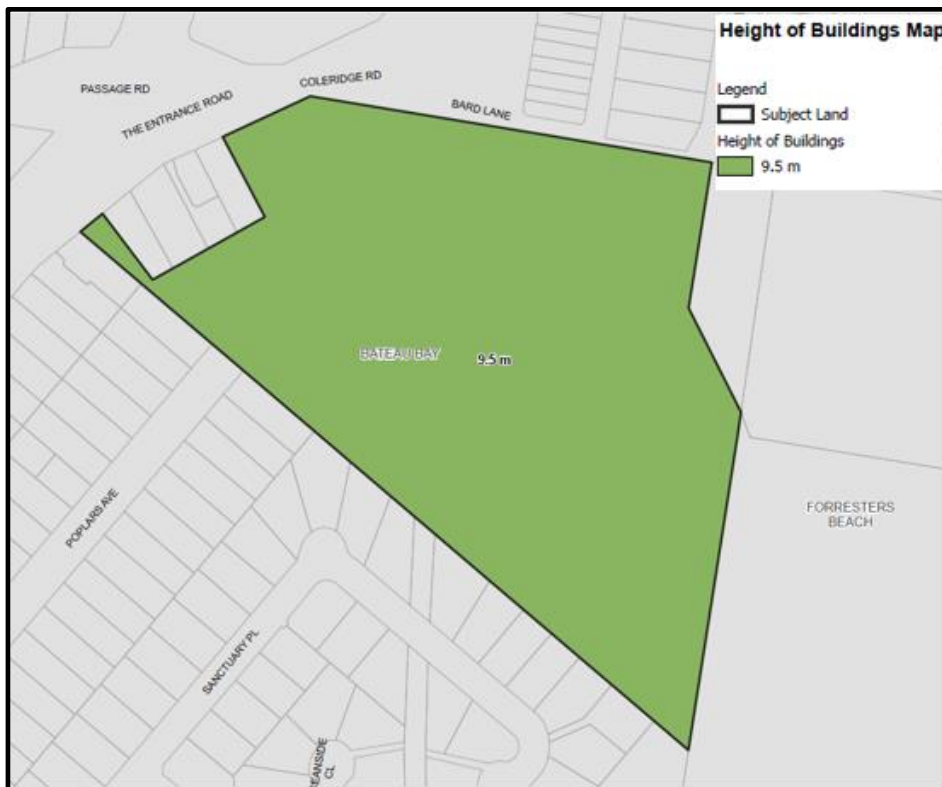 Height of Buildings Map
Legend
Subject Land
Height of Buildings
9.5 m
PASSAGE RD
THE ENTRANCE ROAD
COLERIDGE RD
BARD LANE
BATEAU BAY
9.5 m
POPLARS AVE
FORRESTERS
BEACH
SANCTUARY PL
CL